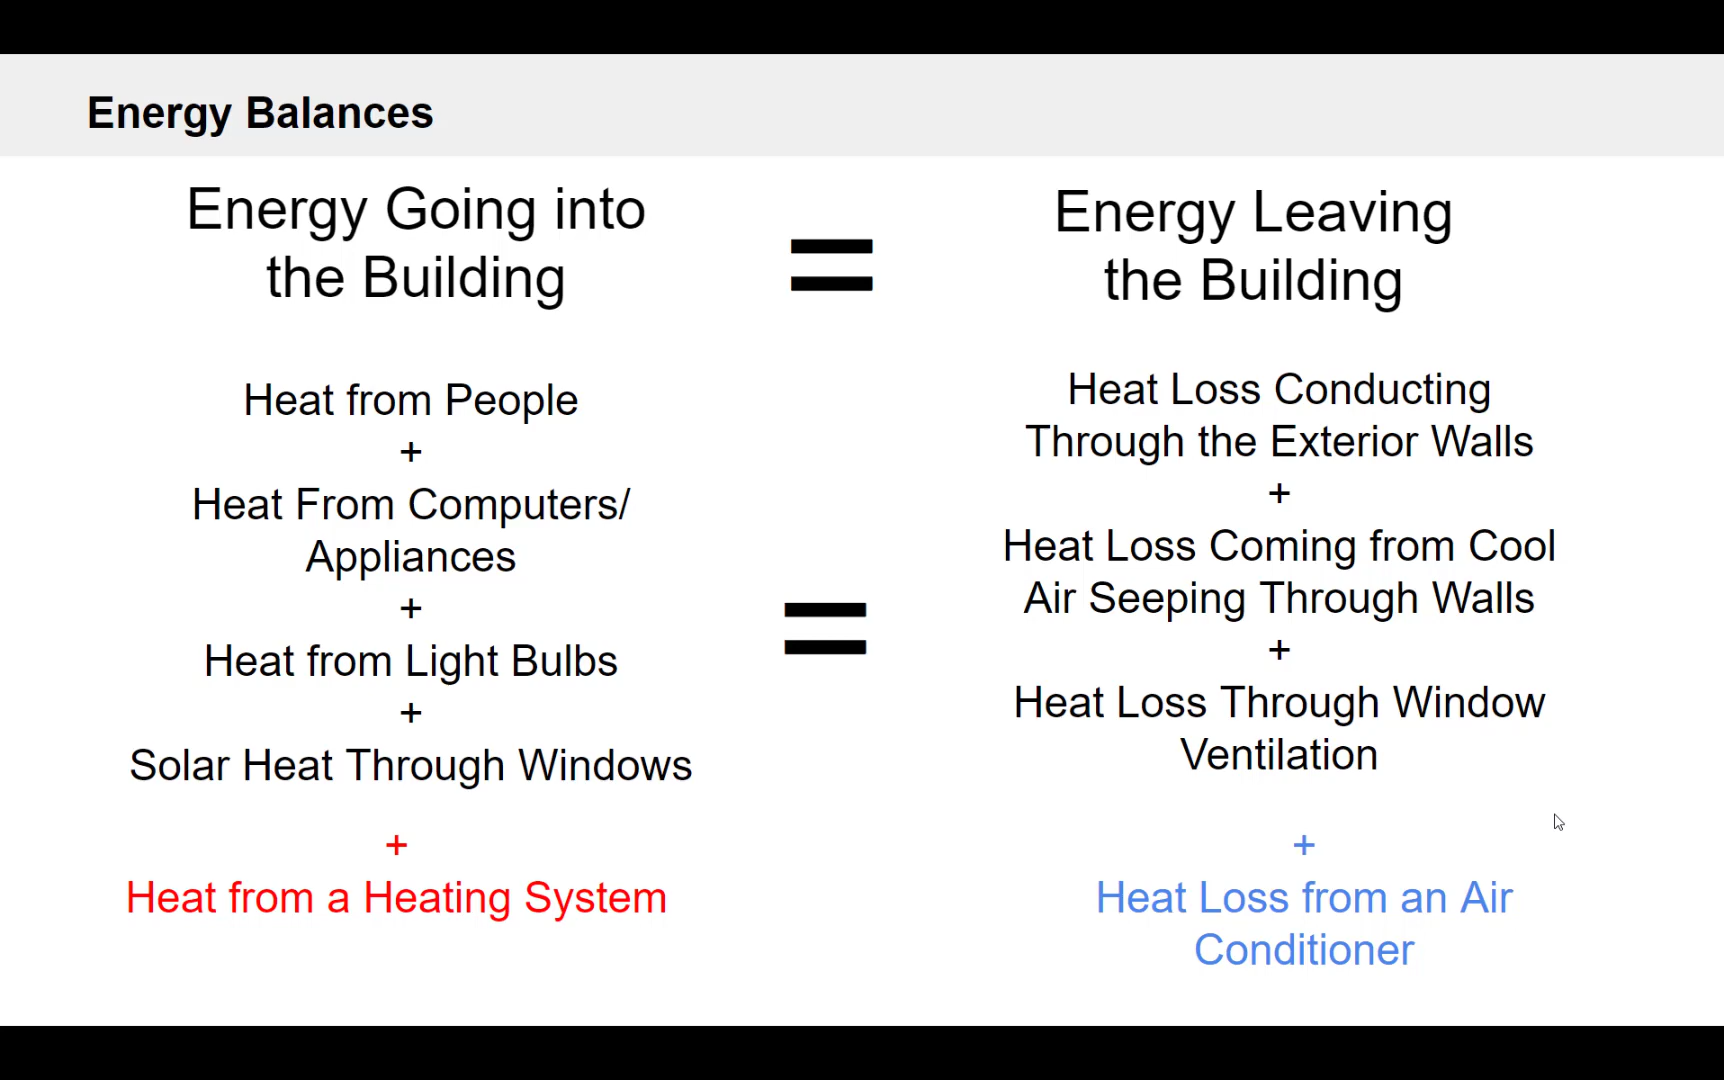 Energy Balances
Energy Going into
the Building
=
Energy Leaving
the Building
Heat from People
+
Heat From Computers/
Appliances
+
Heat from Light Bulbs
+
Solar Heat Through Windows
+
Heat from a Heating System
=
Heat Loss Conducting
Through the Exterior Walls
+
Heat Loss Coming from Cool
Air Seeping Through Walls
+
Heat Loss Through Window
Ventilation
+
Heat Loss from an Air
Conditioner